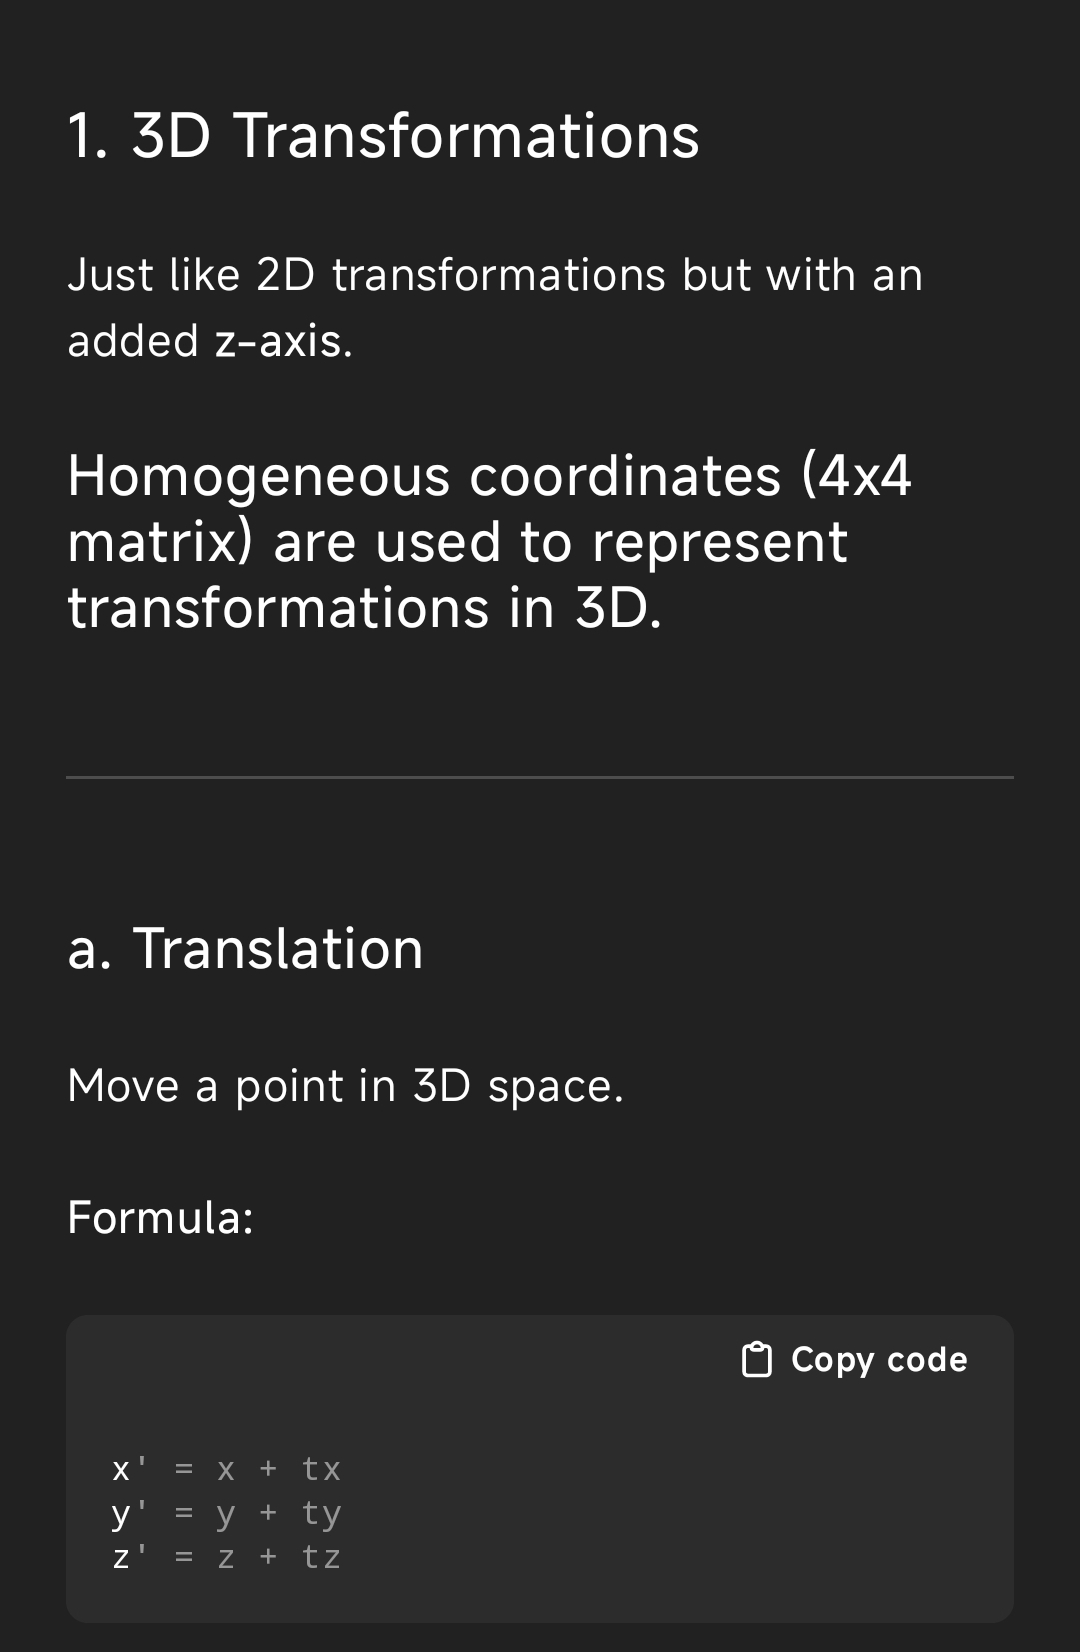 1. 3D Transformations
Just like 2D transformations but with an
added z-axis.
Homogeneous coordinates (4x4
matrix) are used to represent
transformations in 3D.
a. Translation
Move a point in 3D space.
Formula:
Copy code
x' = x + tx
y' = y + ty
z' = z + tz